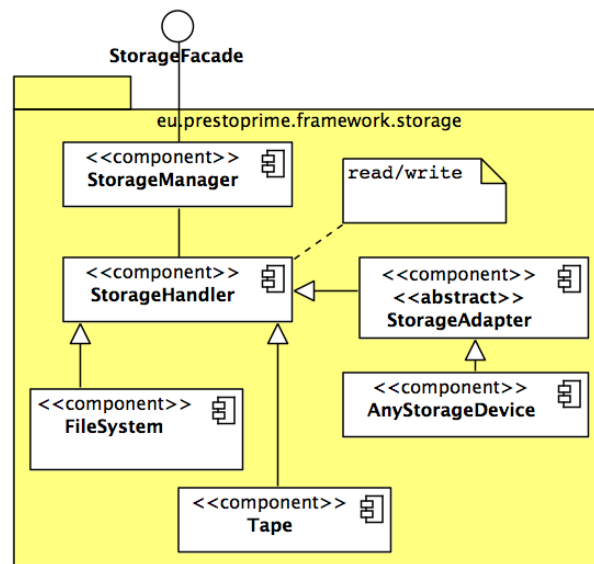 StorageFacade
eu.prestoprime.framework.storage
<<component>>
StorageManager
read/write
<<component>>
StorageHandler
<<component>>
<<abstract>>
StorageAdapter
<<component>>
FileSystem
<<component>>
AnyStorageDevice
<<component>>
Tape